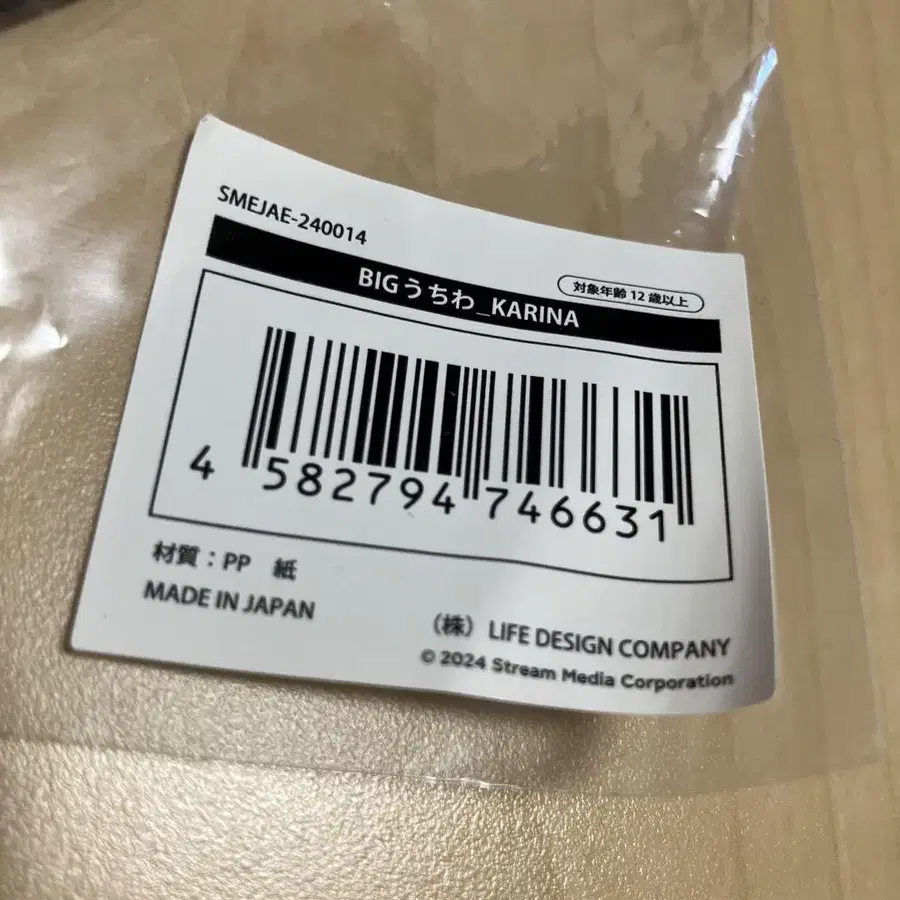 SMEJAE-240014
BIGうちわ_KARINA
対象年齢 12 歳以上
4 582794 746631
材質：PP 紙
MADE IN JAPAN
（株） LIFE DESIGN COMPANY
© 2024 Stream Media Corporation